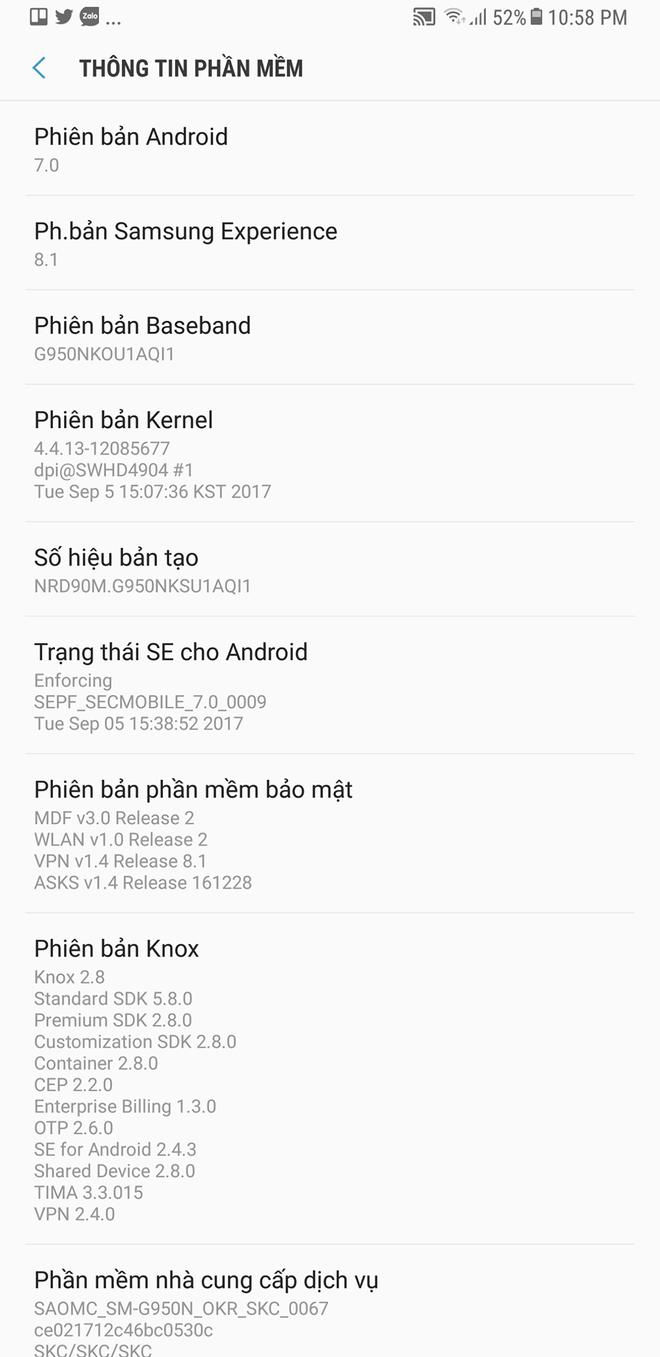 Zalo ... 52% 10:58 PM
THÔNG TIN PHẦN MỀM
Phiên bản Android
7.0
Ph.bản Samsung Experience
8.1
Phiên bản Baseband
G950NKOU1AQI1
Phiên bản Kernel
4.4.13-12085677
dpi@SWHD4904 #1
Tue Sep 5 15:07:36 KST 2017
Số hiệu bản tạo
NRD90M.G950NKSU1AQI1
Trạng thái SE cho Android
Enforcing
SEPF_SECMOBILE_7.0_0009
Tue Sep 05 15:38:52 2017
Phiên bản phần mềm bảo mật
MDF v3.0 Release 2
WLAN v1.0 Release 2
VPN v1.4 Release 8.1
ASKS v1.4 Release 161228
Phiên bản Knox
Knox 2.8
Standard SDK 5.8.0
Premium SDK 2.8.0
Customization SDK 2.8.0
Container 2.8.0
CEP 2.2.0
Enterprise Billing 1.3.0
OTP 2.6.0
SE for Android 2.4.3
Shared Device 2.8.0
TIMA 3.3.015
VPN 2.4.0
Phần mềm nhà cung cấp dịch vụ
SAOMC_SM-G950N_OKR_SKC_0067
ce021712c46bc0530c
SKC/SKC/SKC